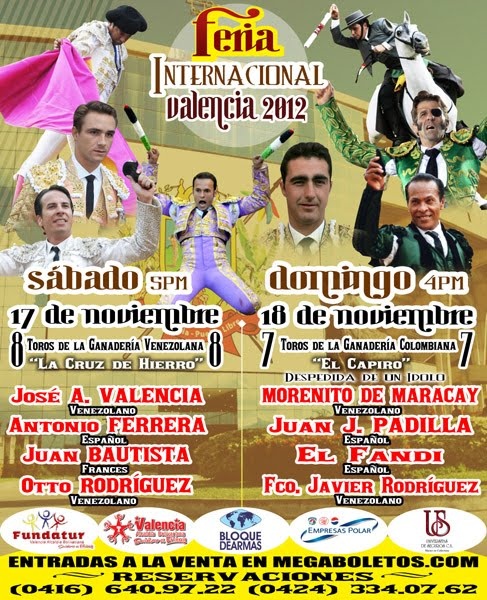 feria
INTERNACIONAL
valencia 2012
sábado 5PM
17 de noviembre
8 TOROS DE LA GANADERÍA VENEZOLANA 8
"LA CRUZ DE HIERRO"
JOSÉ A. VALENCIA
VENEZOLANO
ANTONIO FERRERA
ESPAÑOL
JUAN BAUTISTA
FRANCES
OTTO RODRÍGUEZ
VENEZOLANO
domingo 4PM
18 de noviembre
7 TOROS DE LA GANADERÍA COLOMBIANA 7
"EL CAPIRO"
DESPEDIDA DE UN IDOLO
MORENITO DE MARACAY
VENEZOLANO
JUAN J. PADILLA
ESPAÑOL
EL FANDI
ESPAÑOL
FCO. JAVIER RODRÍGUEZ
VENEZOLANO
Fundatur
Valencia
BLOQUE
DEARMAS
EMPRESAS POLAR
ENTRADAS A LA VENTA EN MEGABOLETOS.COM
RESERVACIONES
(0416) 640.97.22 (0424) 334.07.62